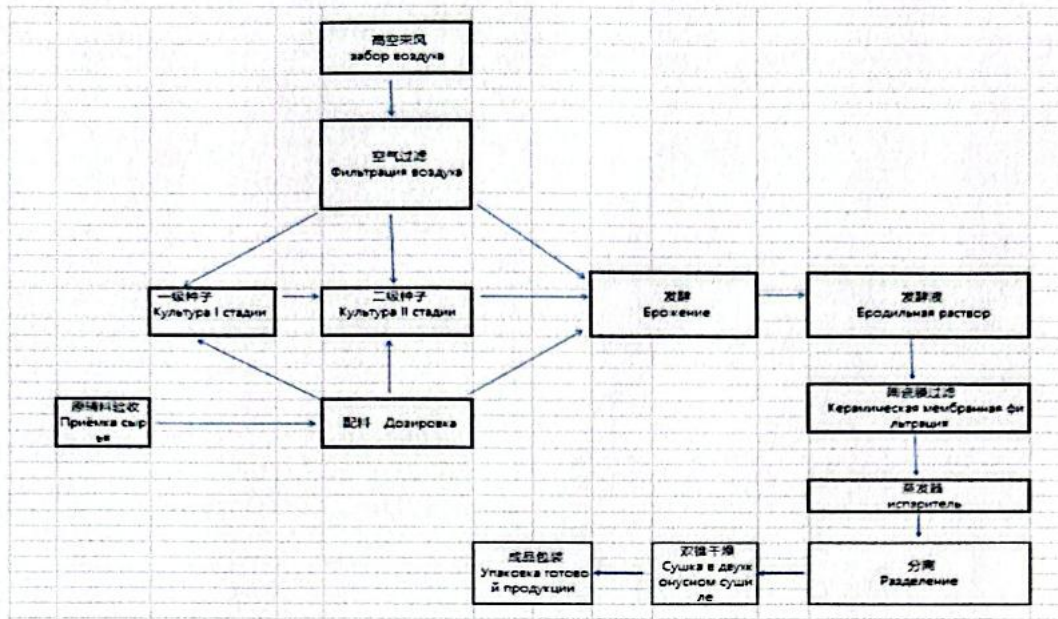 高空采风
забор воздуха
空气过滤
Фильтрация воздуха
一级种子
Культура I стадии
二级种子
Культура II стадии
发酵
Брожение
发酵液
Бродильная раствор
原辅料验收
Приёмка сыр
ья
配料 Дозировка
陶瓷膜过滤
Керамическая мембранная фи
льтрация
蒸发器
испаритель
成品包装
Упаковка готово
й продукции
双锥干燥
Сушка в двухк
онусном суши
ле
分离
Разделение